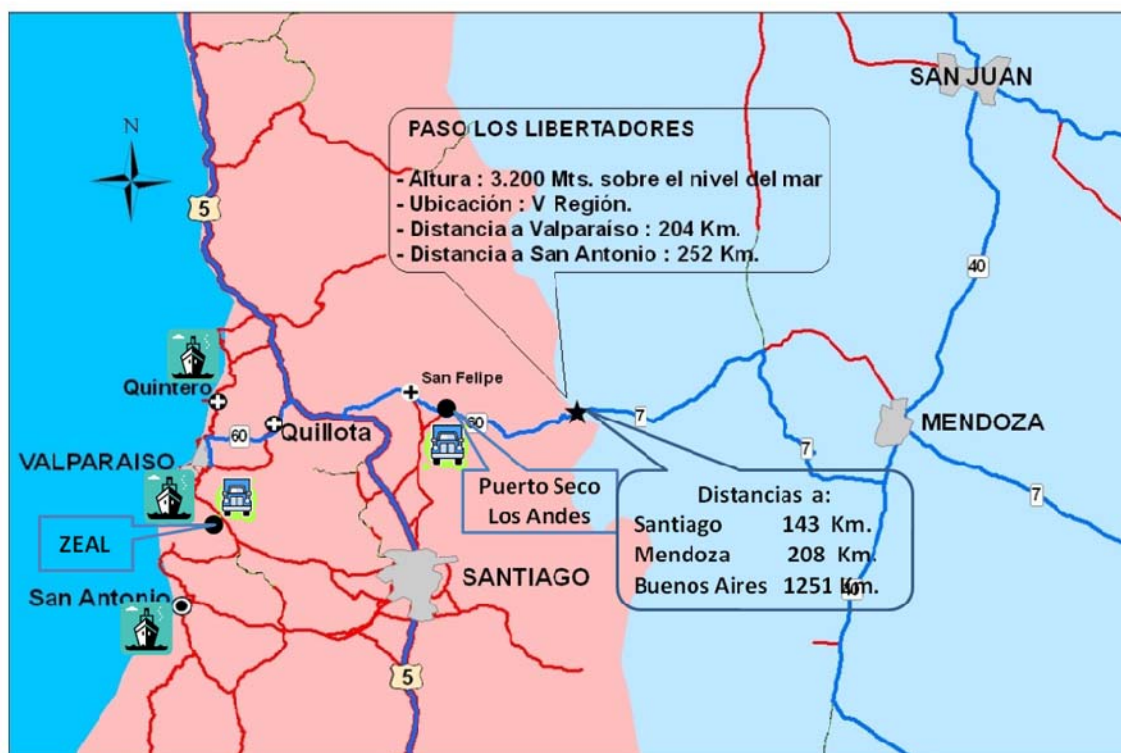 N
SAN JUAN
PASO LOS LIBERTADORES
- Altura : 3.200 Mts. sobre el nivel del mar
- Ubicación : V Región.
- Distancia a Valparaíso : 204 Km.
- Distancia a San Antonio : 252 Km.
5
40
Quintero
San Felipe
60
7
MENDOZA
60
Quillota
VALPARAISO
7
7
Puerto Seco
Los Andes
Distancias a:
Santiago 143 Km.
Mendoza 208 Km.
Buenos Aires 1251 Km.
ZEAL
SANTIAGO
40
San Antonio
5